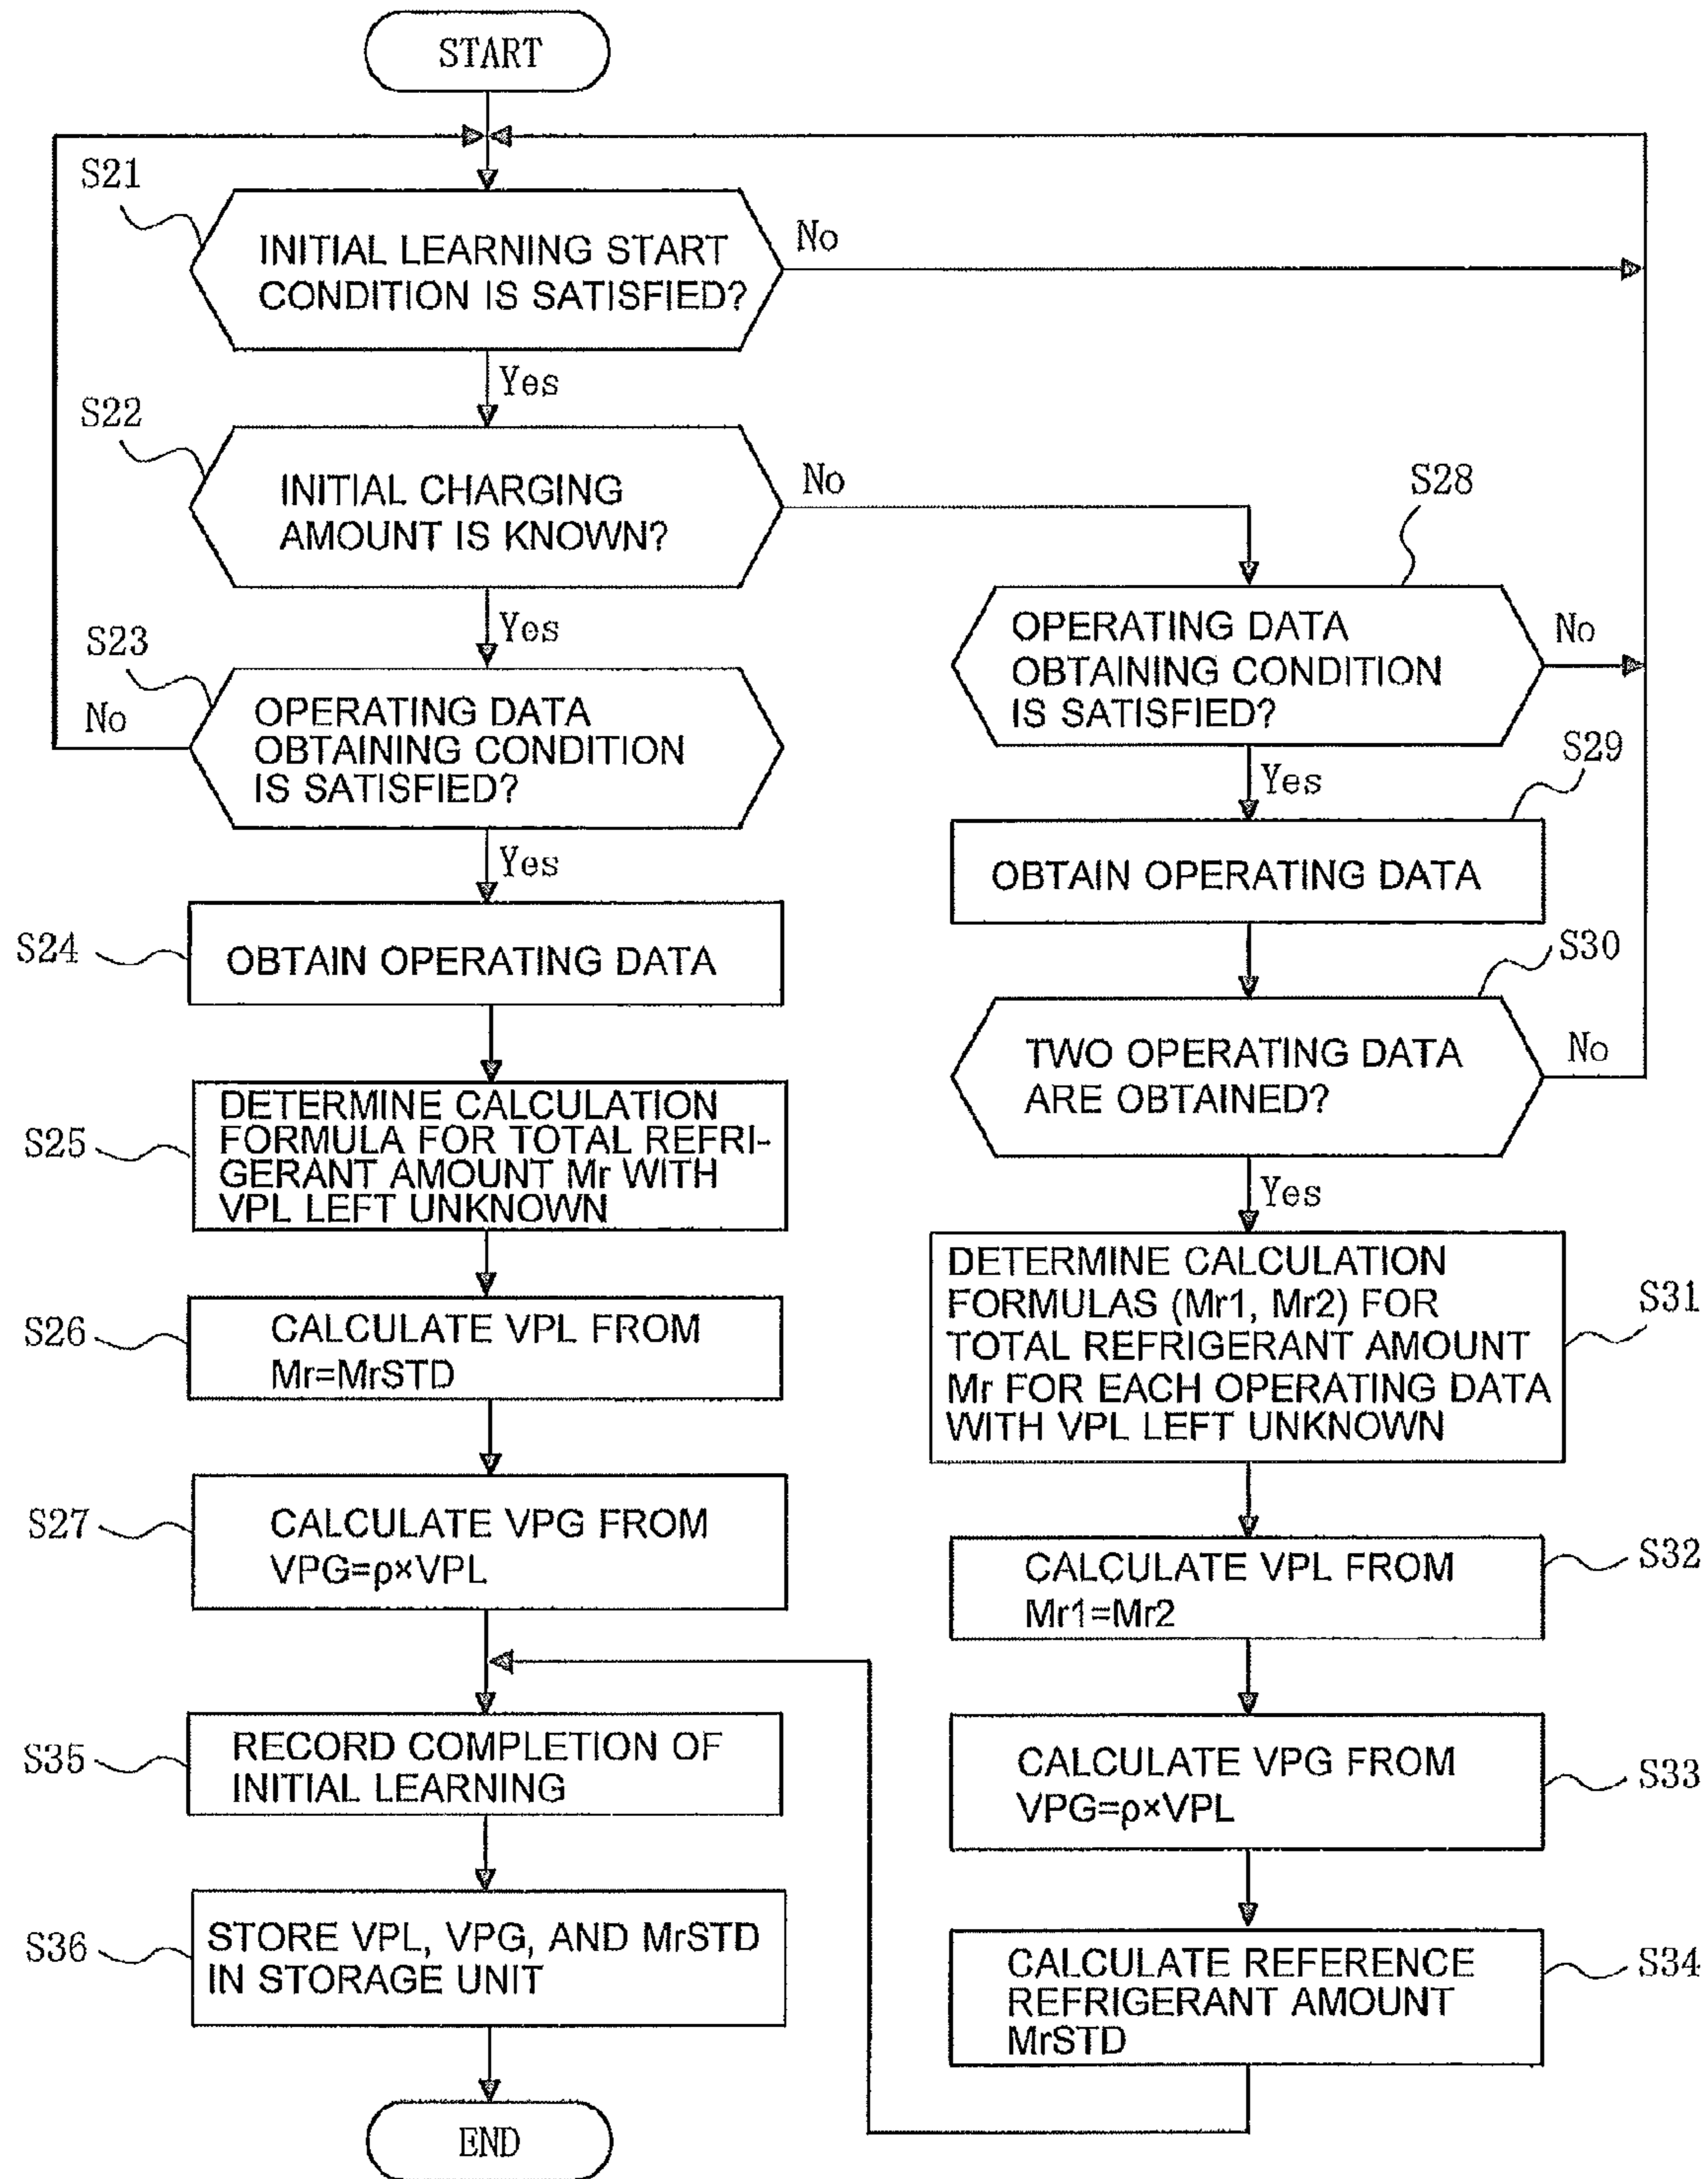 START
S21
INITIAL LEARNING START
CONDITION IS SATISFIED?
No
Yes
S22
INITIAL CHARGING
AMOUNT IS KNOWN?
No
Yes
S23
OPERATING DATA
OBTAINING CONDITION
IS SATISFIED?
No
Yes
S24
OBTAIN OPERATING DATA
S25
DETERMINE CALCULATION
FORMULA FOR TOTAL REFRI-
GERANT AMOUNT Mr WITH
VPL LEFT UNKNOWN
S26
CALCULATE VPL FROM
Mr=MrSTD
S27
CALCULATE VPG FROM
VPG=ρ×VPL
S28
OPERATING DATA
OBTAINING CONDITION
IS SATISFIED?
No
Yes
S29
OBTAIN OPERATING DATA
S30
TWO OPERATING DATA
ARE OBTAINED?
No
Yes
S31
DETERMINE CALCULATION
FORMULAS (Mr1, Mr2) FOR
TOTAL REFRIGERANT AMOUNT
Mr FOR EACH OPERATING DATA
WITH VPL LEFT UNKNOWN
S32
CALCULATE VPL FROM
Mr1=Mr2
S33
CALCULATE VPG FROM
VPG=ρ×VPL
S34
CALCULATE REFERENCE
REFRIGERANT AMOUNT
MrSTD
S35
RECORD COMPLETION OF
INITIAL LEARNING
S36
STORE VPL, VPG, AND MrSTD
IN STORAGE UNIT
END